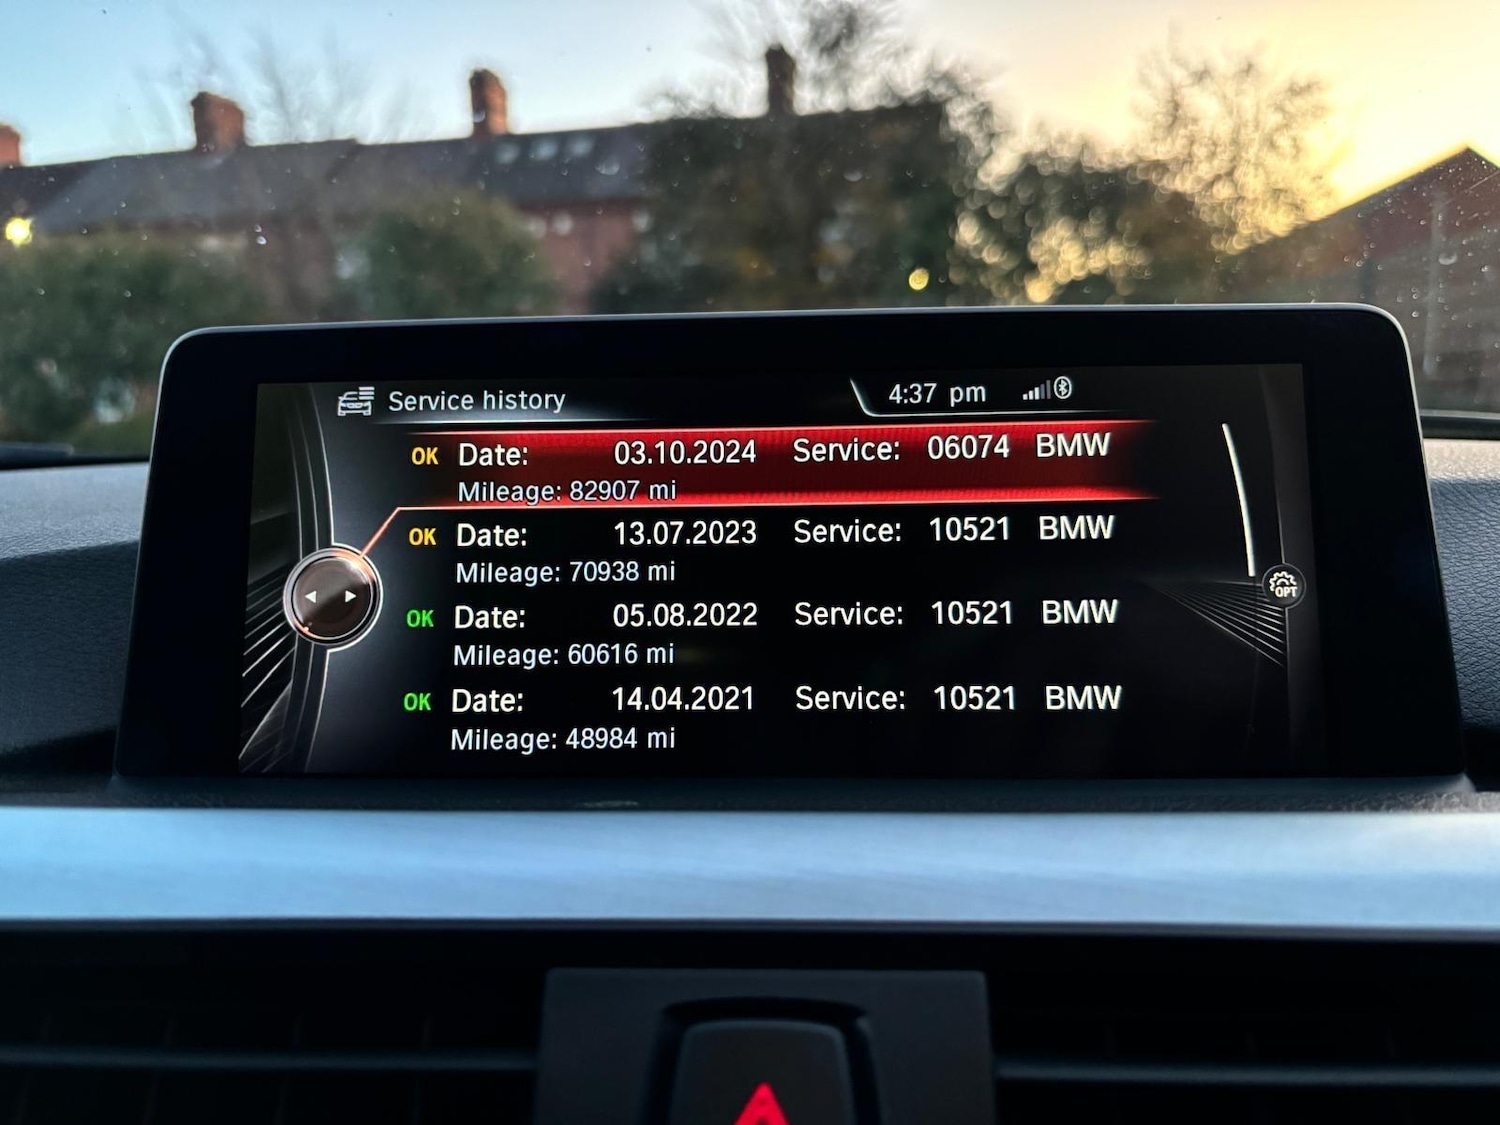 Service history 4:37 pm
OK Date: 03.10.2024 Service: 06074 BMW
Mileage: 82907 mi
OK Date: 13.07.2023 Service: 10521 BMW
Mileage: 70938 mi
OK Date: 05.08.2022 Service: 10521 BMW
Mileage: 60616 mi
OK Date: 14.04.2021 Service: 10521 BMW
Mileage: 48984 mi
OPT